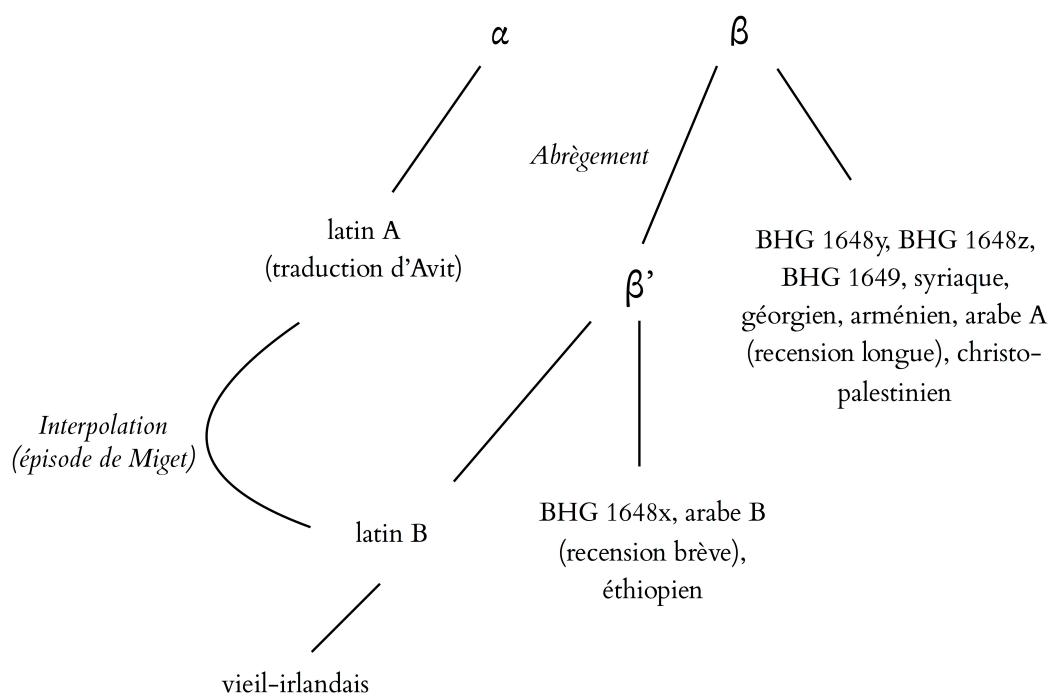 α
β
Abrègement
latin A
(traduction d’Avit)
BHG 1648y, BHG 1648z,
BHG 1649, syriaque,
géorgien, arménien, arabe A
(recension longue), christo-
palestinien
β’
Interpolation
(épisode de Miget)
latin B
BHG 1648x, arabe B
(recension brève),
éthiopien
vieil-irlandais